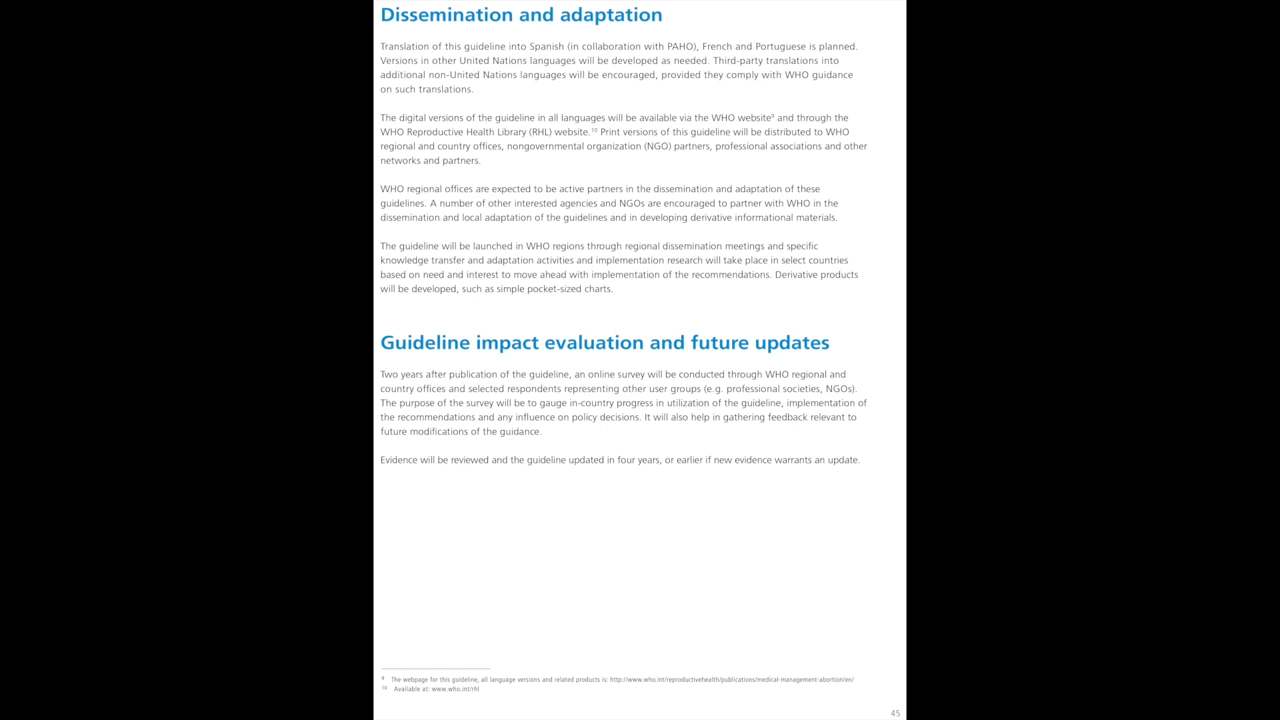 Dissemination and adaptation
Translation of this guideline into Spanish (in collaboration with PAHO), French and Portuguese is planned.
Versions in other United Nations languages will be developed as needed. Third-party translations into
additional non-United Nations languages will be encouraged, provided they comply with WHO guidance
on such translations.
The digital versions of the guideline in all languages will be available via the WHO website⁹ and through the
WHO Reproductive Health Library (RHL) website.¹⁰ Print versions of this guideline will be distributed to WHO
regional and country offices, nongovernmental organization (NGO) partners, professional associations and other
networks and partners.
WHO regional offices are expected to be active partners in the dissemination and adaptation of these
guidelines. A number of other interested agencies and NGOs are encouraged to partner with WHO in the
dissemination and local adaptation of the guidelines and in developing derivative informational materials.
The guideline will be launched in WHO regions through regional dissemination meetings and specific
knowledge transfer and adaptation activities and implementation research will take place in select countries
based on need and interest to move ahead with implementation of the recommendations. Derivative products
will be developed, such as simple pocket-sized charts.
Guideline impact evaluation and future updates
Two years after publication of the guideline, an online survey will be conducted through WHO regional and
country offices and selected respondents representing other user groups (e.g. professional societies, NGOs).
The purpose of the survey will be to gauge in-country progress in utilization of the guideline, implementation of
the recommendations and any influence on policy decisions. It will also help in gathering feedback relevant to
future modifications of the guidance.
Evidence will be reviewed and the guideline updated in four years, or earlier if new evidence warrants an update.
⁹ The webpage for this guideline, all language versions and related products is: http://www.who.int/reproductivehealth/publications/medical-management-abortion/en/
¹⁰ Available at: www.who.int/rhl
45